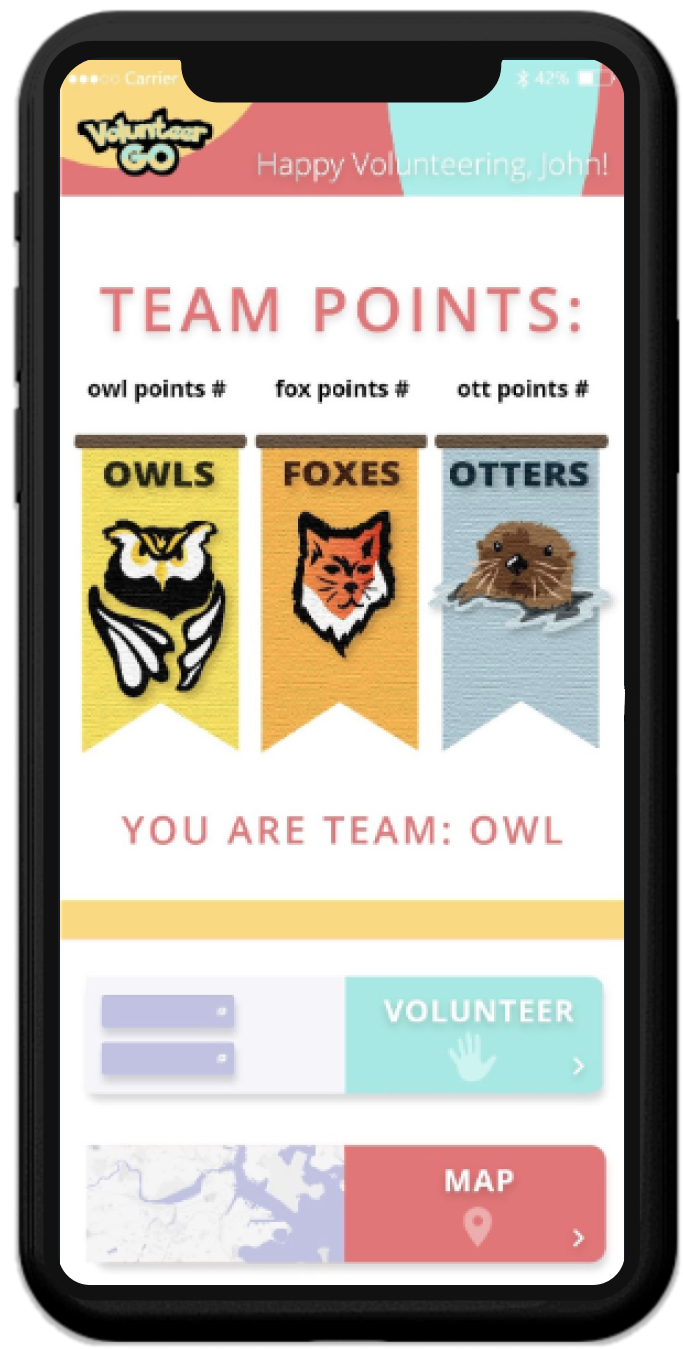 Carrier
42%
Volunteer
GO
Happy Volunteering, John!
TEAM POINTS:
owl points #
fox points #
ott points #
OWLS
FOXES
OTTERS
YOU ARE TEAM: OWL
VOLUNTEER
MAP